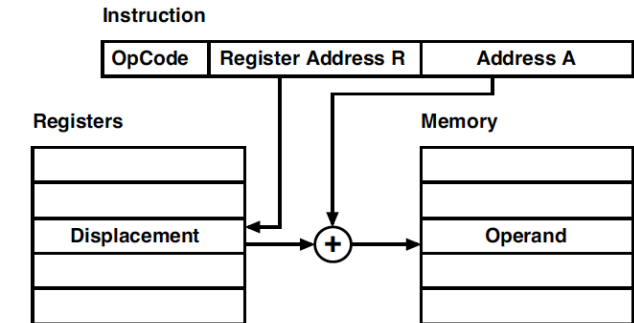 Instruction
OpCode Register Address R Address A
Registers Memory
Displacement + Operand